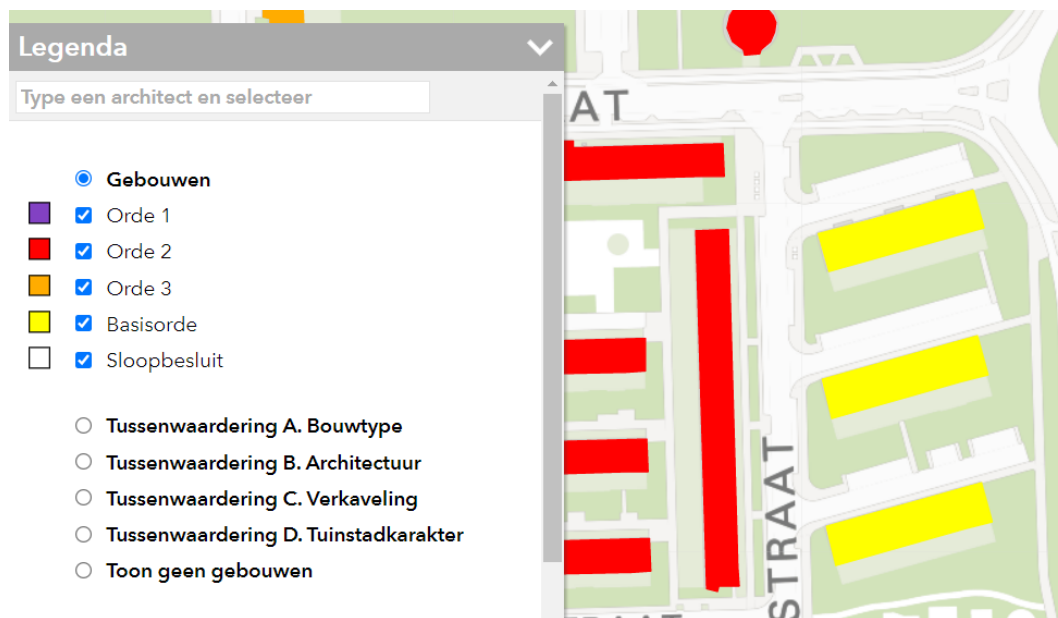 Legenda
Type een architect en selecteer
Gebouwen
Orde 1
Orde 2
Orde 3
Basisorde
Sloopbesluit
Tussenwaardering A. Bouwtype
Tussenwaardering B. Architectuur
Tussenwaardering C. Verkaveling
Tussenwaardering D. Tuinstadkarakter
Toon geen gebouwen
AT
STRAAT